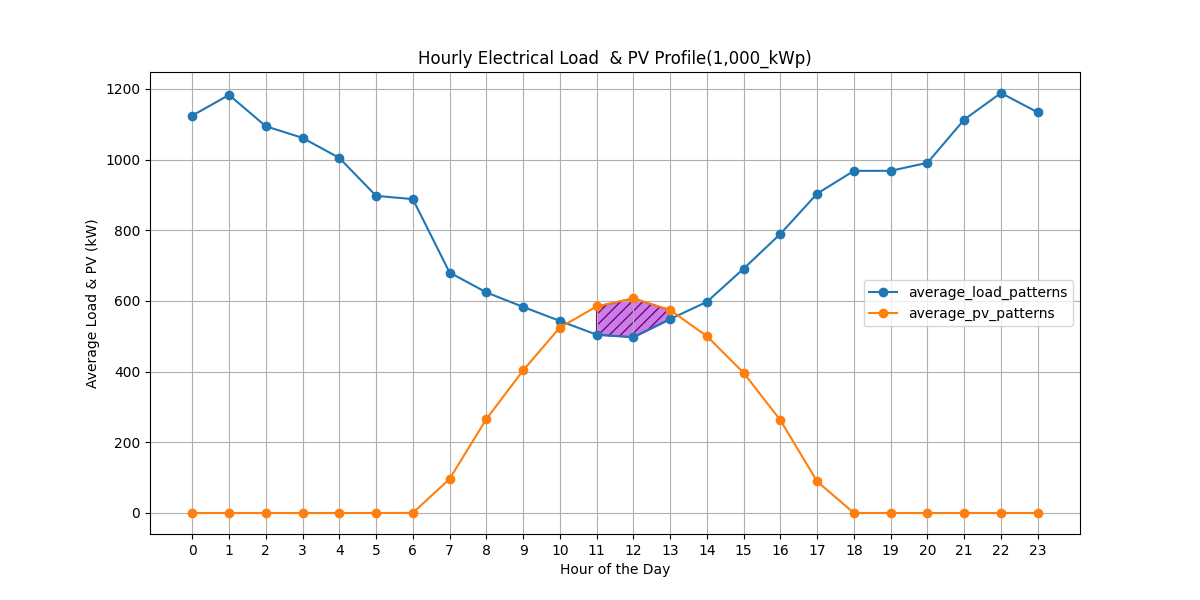 Hourly Electrical Load  & PV Profile(1,000_kWp)
1200
1000
800
600
400
200
0
Average Load & PV (kW)
average_load_patterns
average_pv_patterns
0 1 2 3 4 5 6 7 8 9 10 11 12 13 14 15 16 17 18 19 20 21 22 23
Hour of the Day